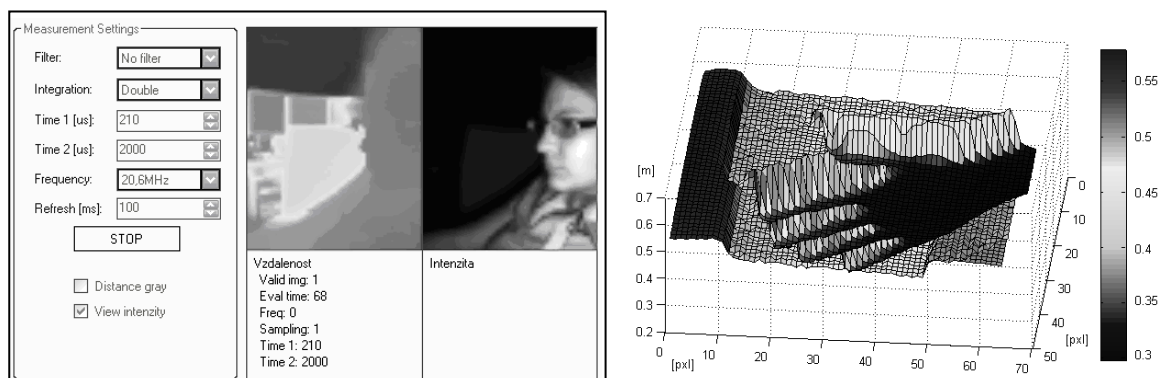 Measurement Settings
Filter: No filter
Integration: Double
Time 1 [us]: 210
Time 2 [us]: 2000
Frequency: 20,6MHz
Refresh [ms]: 100
STOP
Distance gray
View intenzity
Vzdalenost
Valid img: 1
Eval time: 68
Freq: 0
Sampling: 1
Time 1: 210
Time 2: 2000
Intenzita
[m]
0.7
0.6
0.5
0.4
0.3
0.2
0 10 20 30 40 50 60 70
[pxl]
0
10
20
30
40
50
[pxl]
0.55
0.5
0.45
0.4
0.35
0.3